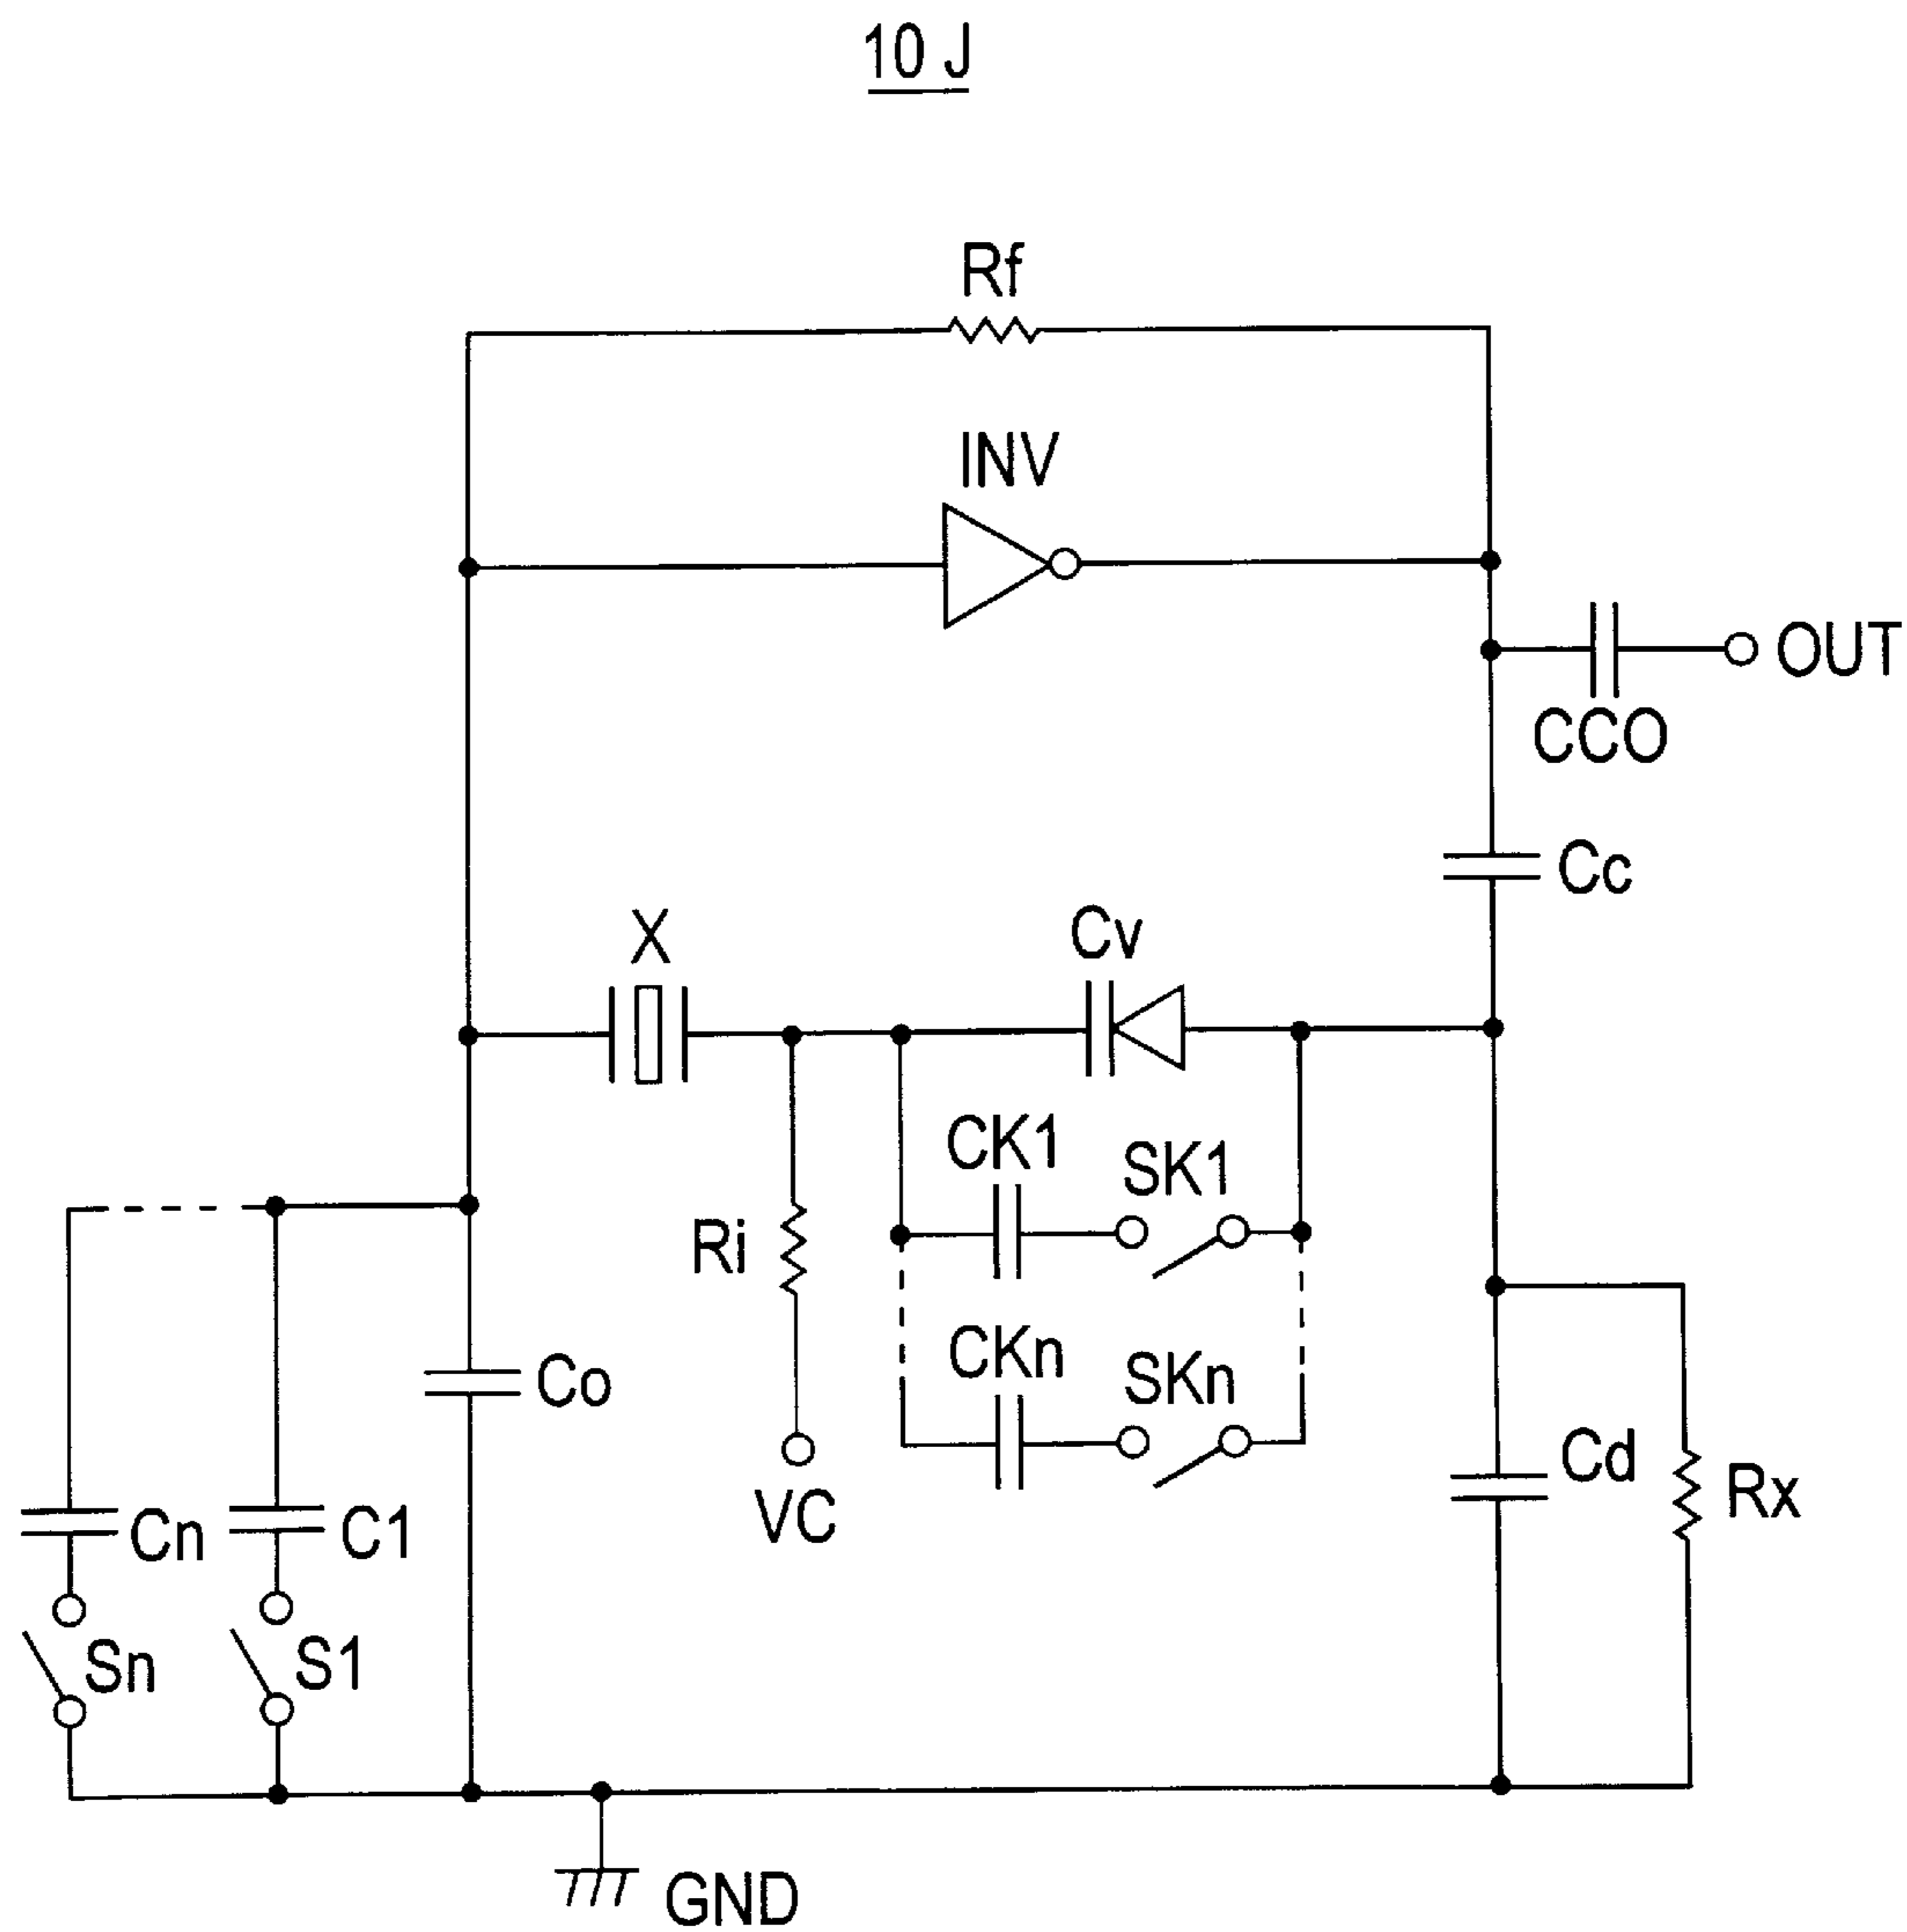 10 J
Rf
INV
OUT
CCO
Cc
X
Cv
CK1
SK1
Ri
CKn
SKn
Co
Cd
Rx
VC
Cn
C1
Sn
S1
GND